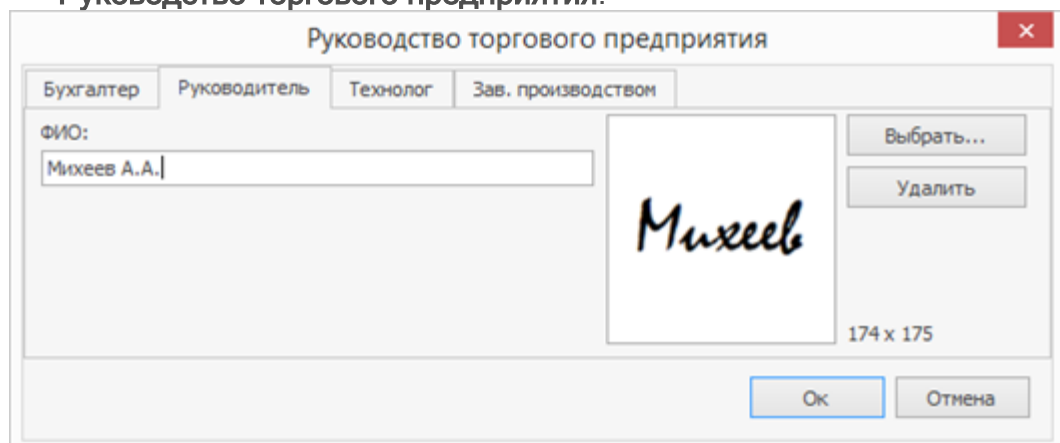 Руководство торгового предприятия.
Руководство торгового предприятия
Бухгалтер Руководитель Технолог Зав. производством
ФИО:
Михеев А.А.
Михеев
Выбрать...
Удалить
174 x 175
Ок Отмена